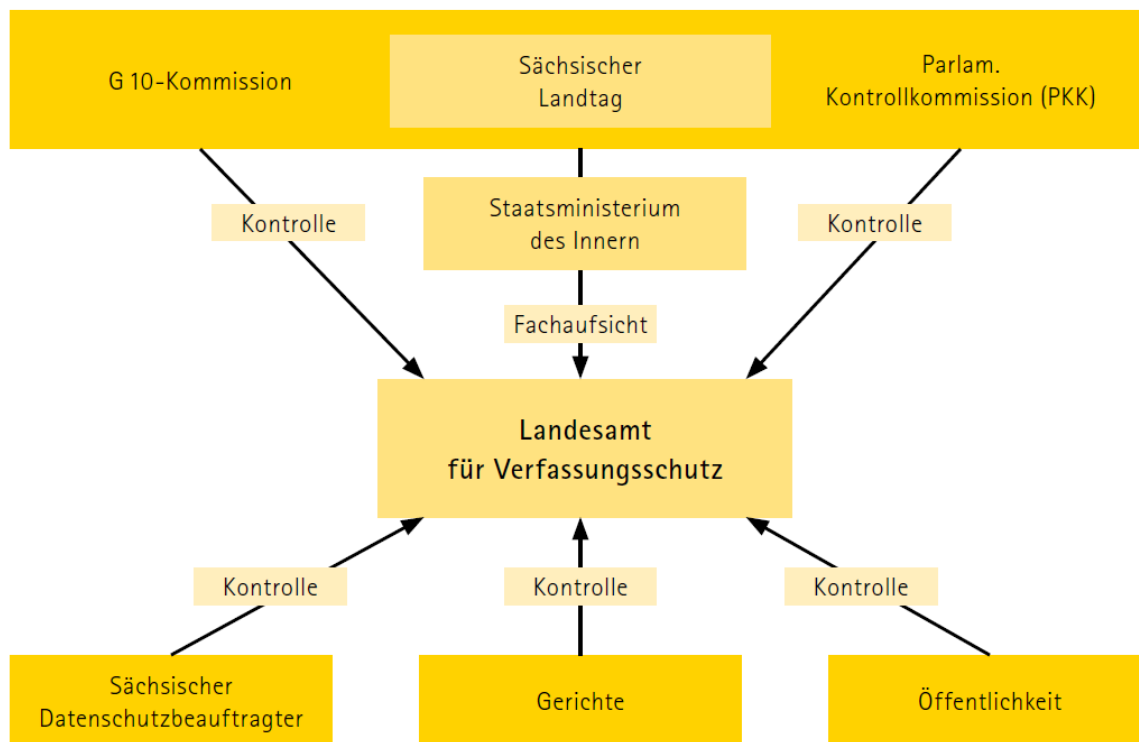 G 10-Kommission
Sächsischer
Landtag
Parlam.
Kontrollkommission (PKK)
Kontrolle
Staatsministerium
des Innern
Kontrolle
Fachaufsicht
Landesamt
für Verfassungsschutz
Kontrolle
Kontrolle
Kontrolle
Sächsischer
Datenschutzbeauftragter
Gerichte
Öffentlichkeit